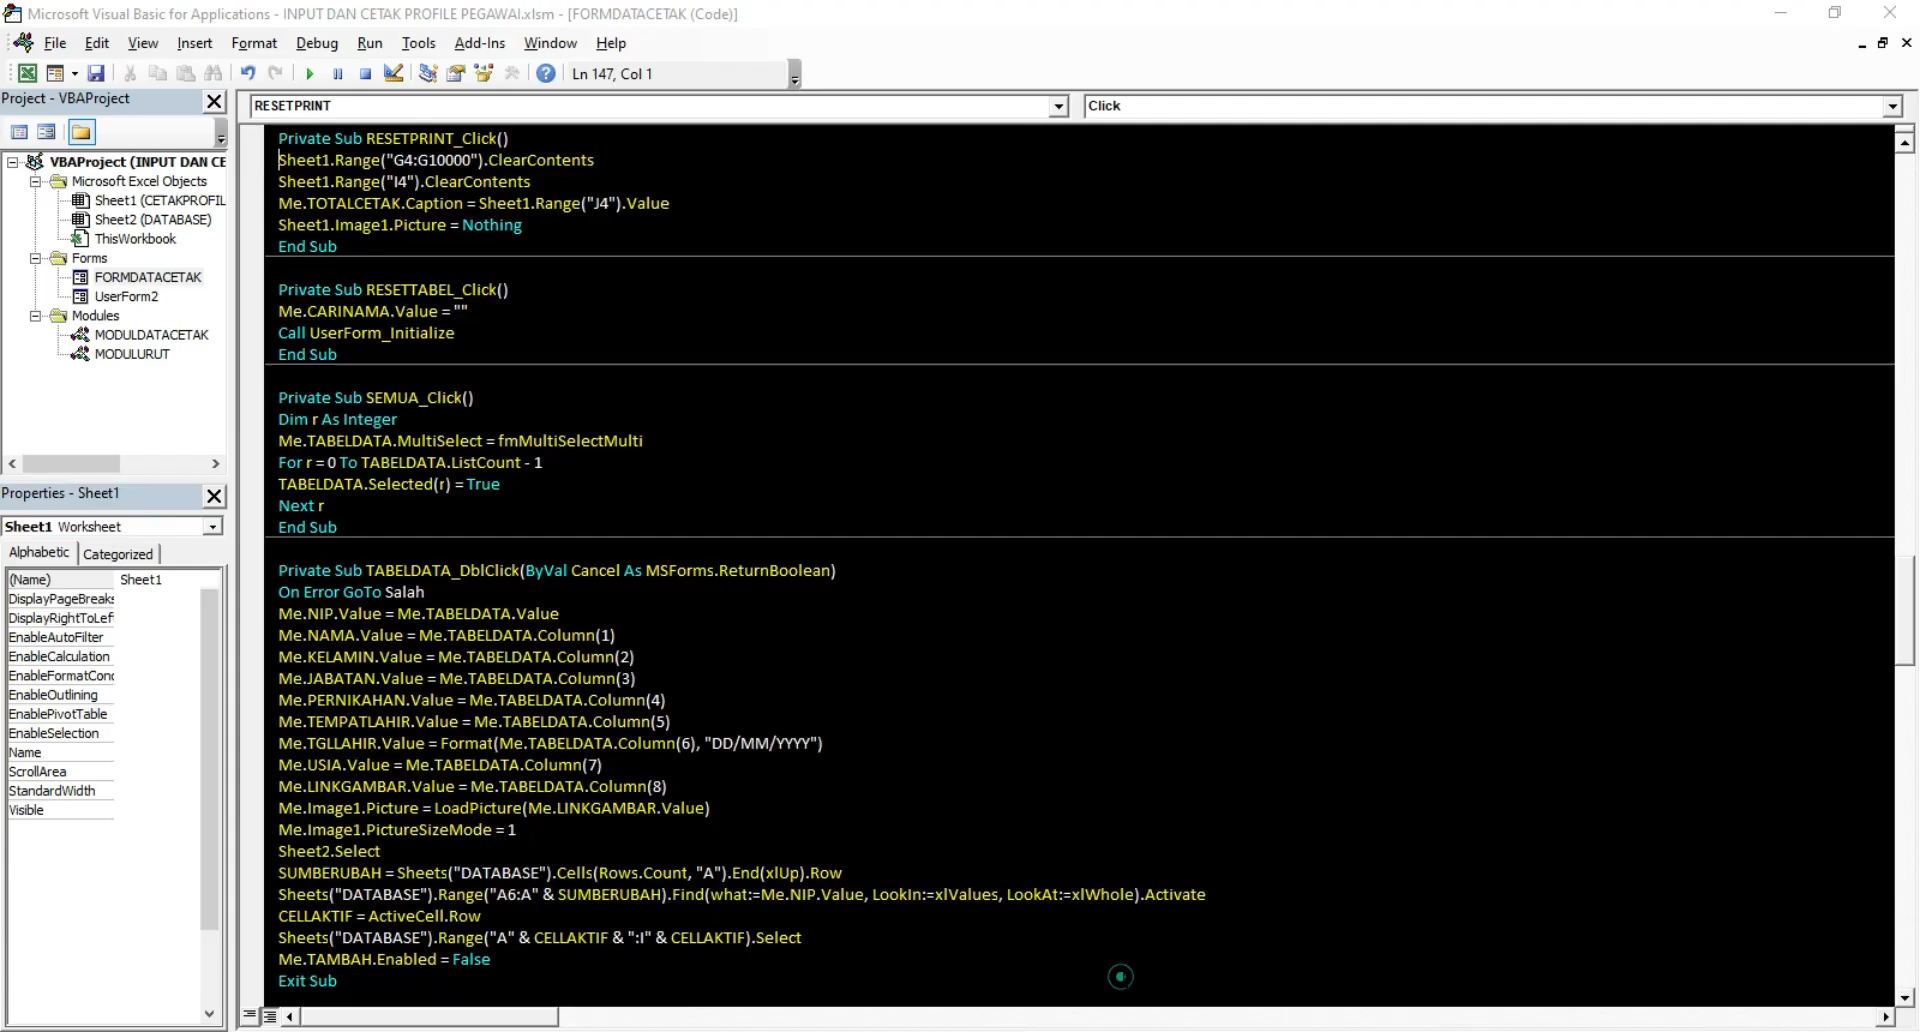 Microsoft Visual Basic for Applications - INPUT DAN CETAK PROFILE PEGAWAI.xlsm - [FORMDATACETAK (Code)]
File Edit View Insert Format Debug Run Tools Add-Ins Window Help
Ln 147, Col 1
Project - VBAProject
VBAProject (INPUT DAN CE
Microsoft Excel Objects
Sheet1 (CETAKPROFIL
Sheet2 (DATABASE)
ThisWorkbook
Forms
FORMDATACETAK
UserForm2
Modules
MODULDATACETAK
MODULURUT
Properties - Sheet1
Sheet1 Worksheet
Alphabetic Categorized
(Name) Sheet1
DisplayPageBreaks
DisplayRightToLef
EnableAutoFilter
EnableCalculation
EnableFormatCond
EnableOutlining
EnablePivotTable
EnableSelection
Name
ScrollArea
StandardWidth
Visible
RESETPRINT Click
Private Sub RESETPRINT_Click()
Sheet1.Range("G4:G10000").ClearContents
Sheet1.Range("I4").ClearContents
Me.TOTALCETAK.Caption = Sheet1.Range("J4").Value
Sheet1.Image1.Picture = Nothing
End Sub
Private Sub RESETTABEL_Click()
Me.CARINAMA.Value = ""
Call UserForm_Initialize
End Sub
Private Sub SEMUA_Click()
Dim r As Integer
Me.TABELDATA.MultiSelect = fmMultiSelectMulti
For r = 0 To TABELDATA.ListCount - 1
TABELDATA.Selected(r) = True
Next r
End Sub
Private Sub TABELDATA_DblClick(ByVal Cancel As MSForms.ReturnBoolean)
On Error GoTo Salah
Me.NIP.Value = Me.TABELDATA.Value
Me.NAMA.Value = Me.TABELDATA.Column(1)
Me.KELAMIN.Value = Me.TABELDATA.Column(2)
Me.JABATAN.Value = Me.TABELDATA.Column(3)
Me.PERNIKAHAN.Value = Me.TABELDATA.Column(4)
Me.TEMPATLAHIR.Value = Me.TABELDATA.Column(5)
Me.TGLLAHIR.Value = Format(Me.TABELDATA.Column(6), "DD/MM/YYYY")
Me.USIA.Value = Me.TABELDATA.Column(7)
Me.LINKGAMBAR.Value = Me.TABELDATA.Column(8)
Me.Image1.Picture = LoadPicture(Me.LINKGAMBAR.Value)
Me.Image1.PictureSizeMode = 1
Sheet2.Select
SUMBERUBAH = Sheets("DATABASE").Cells(Rows.Count, "A").End(xlUp).Row
Sheets("DATABASE").Range("A6:A" & SUMBERUBAH).Find(what:=Me.NIP.Value, LookIn:=xlValues, LookAt:=xlWhole).Activate
CELLAKTIF = ActiveCell.Row
Sheets("DATABASE").Range("A" & CELLAKTIF & ":I" & CELLAKTIF).Select
Me.TAMBAH.Enabled = False
Exit Sub